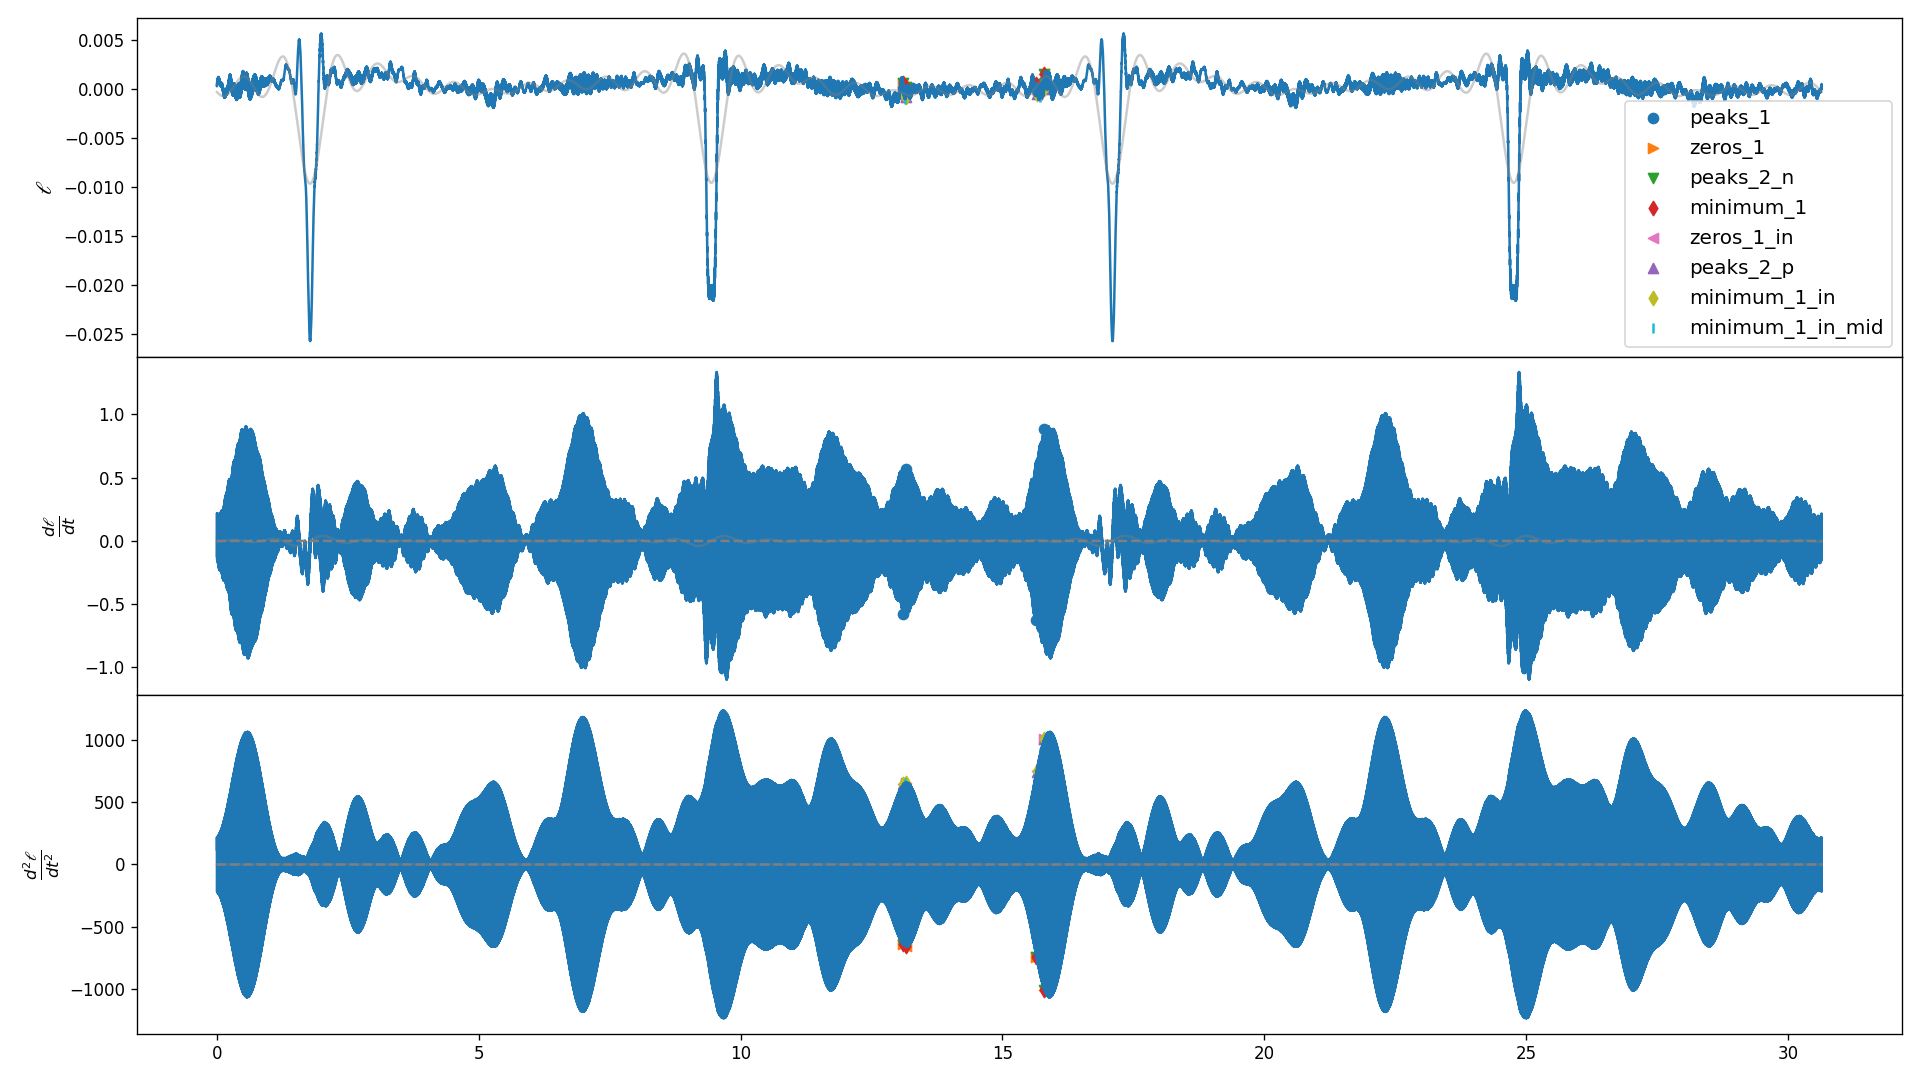 0.005
0.000
−0.005
−0.010
−0.015
−0.020
−0.025
ℓ
peaks_1
zeros_1
peaks_2_n
minimum_1
zeros_1_in
peaks_2_p
minimum_1_in
minimum_1_in_mid
1.0
0.5
0.0
−0.5
−1.0
dℓ
dt
1000
500
0
−500
−1000
d²ℓ
dt²
0 5 10 15 20 25 30